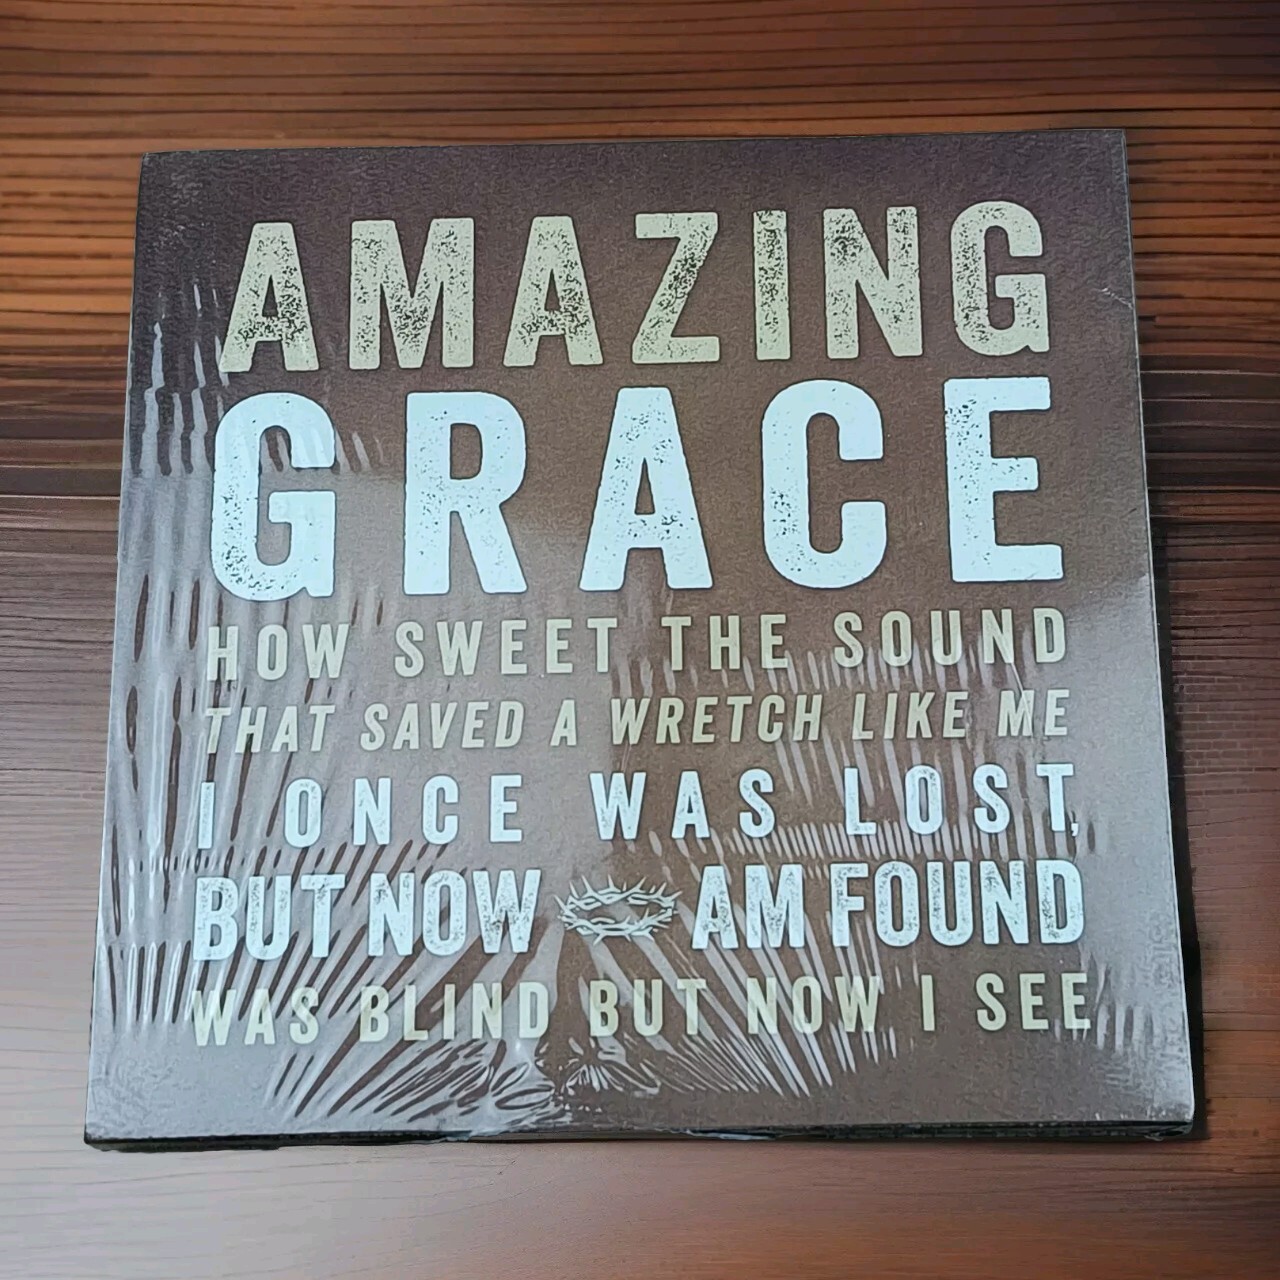 AMAZING
GRACE
HOW SWEET THE SOUND
THAT SAVED A WRETCH LIKE ME
I ONCE WAS LOST,
BUT NOW AM FOUND
WAS BLIND BUT NOW I SEE